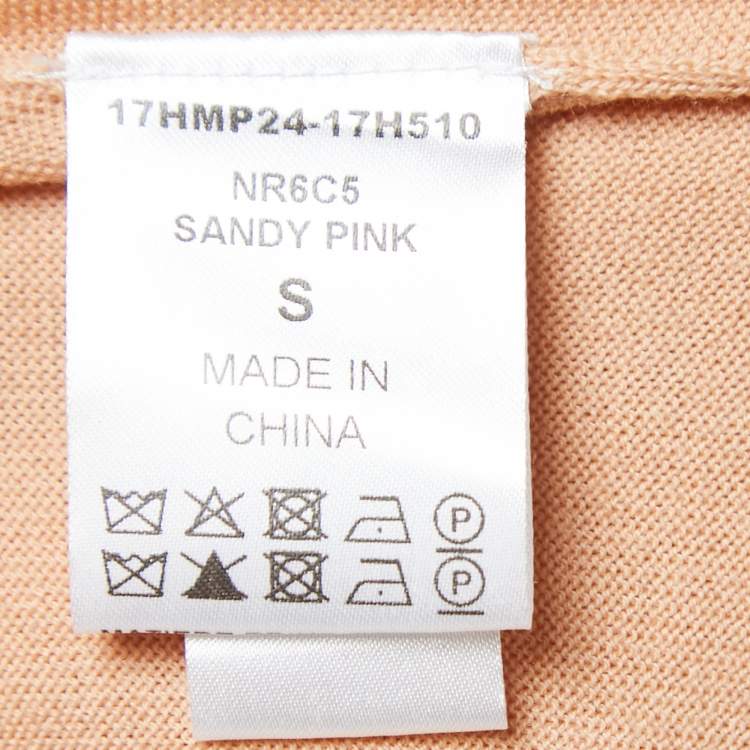 17HMP24-17H510
NR6C5
SANDY PINK
S
MADE IN
CHINA
P
P